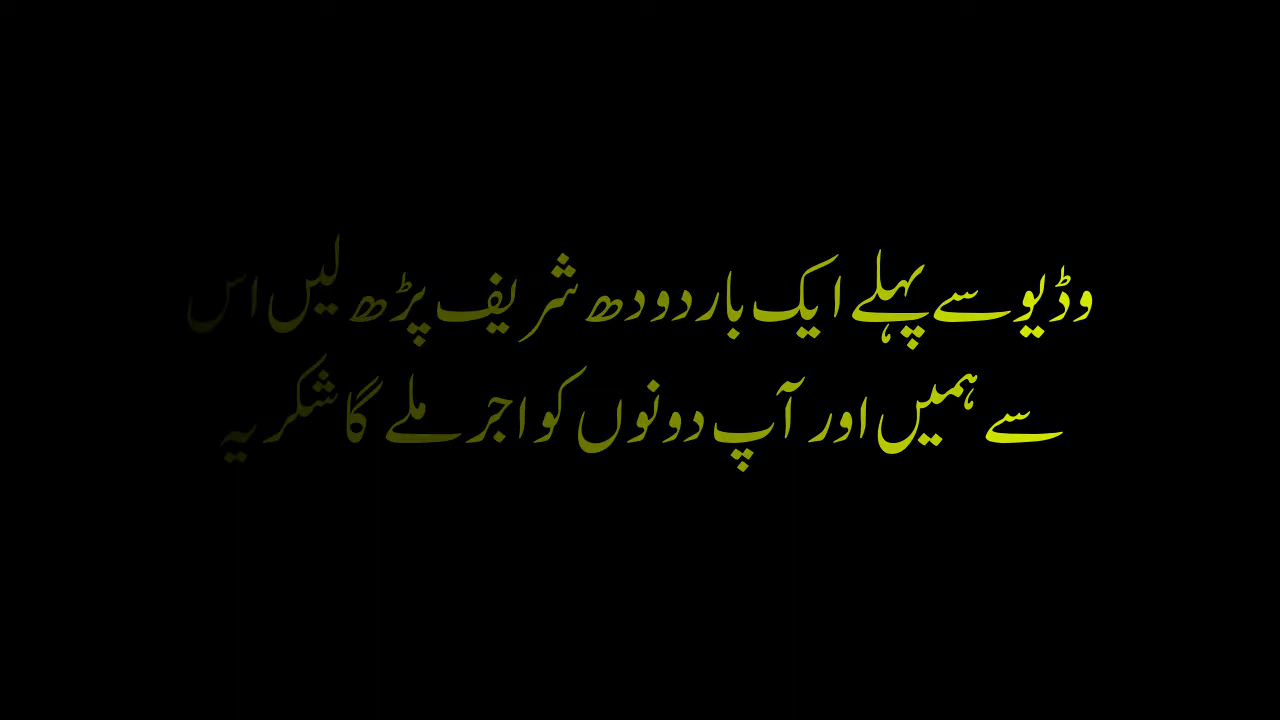 وڈیو سے پہلے ایک بار دودھ شریف پڑھ لیں اس
سے ہمیں اور آپ دونوں کو اجر ملے گا شکریہ